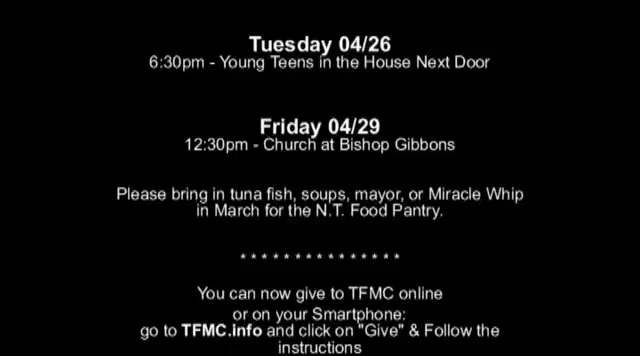 Tuesday 04/26
6:30pm - Young Teens in the House Next Door
Friday 04/29
12:30pm - Church at Bishop Gibbons
Please bring in tuna fish, soups, mayor, or Miracle Whip
in March for the N.T. Food Pantry.
* * * * * * * * * * * * * * *
You can now give to TFMC online
or on your Smartphone:
go to TFMC.info and click on "Give" & Follow the
instructions